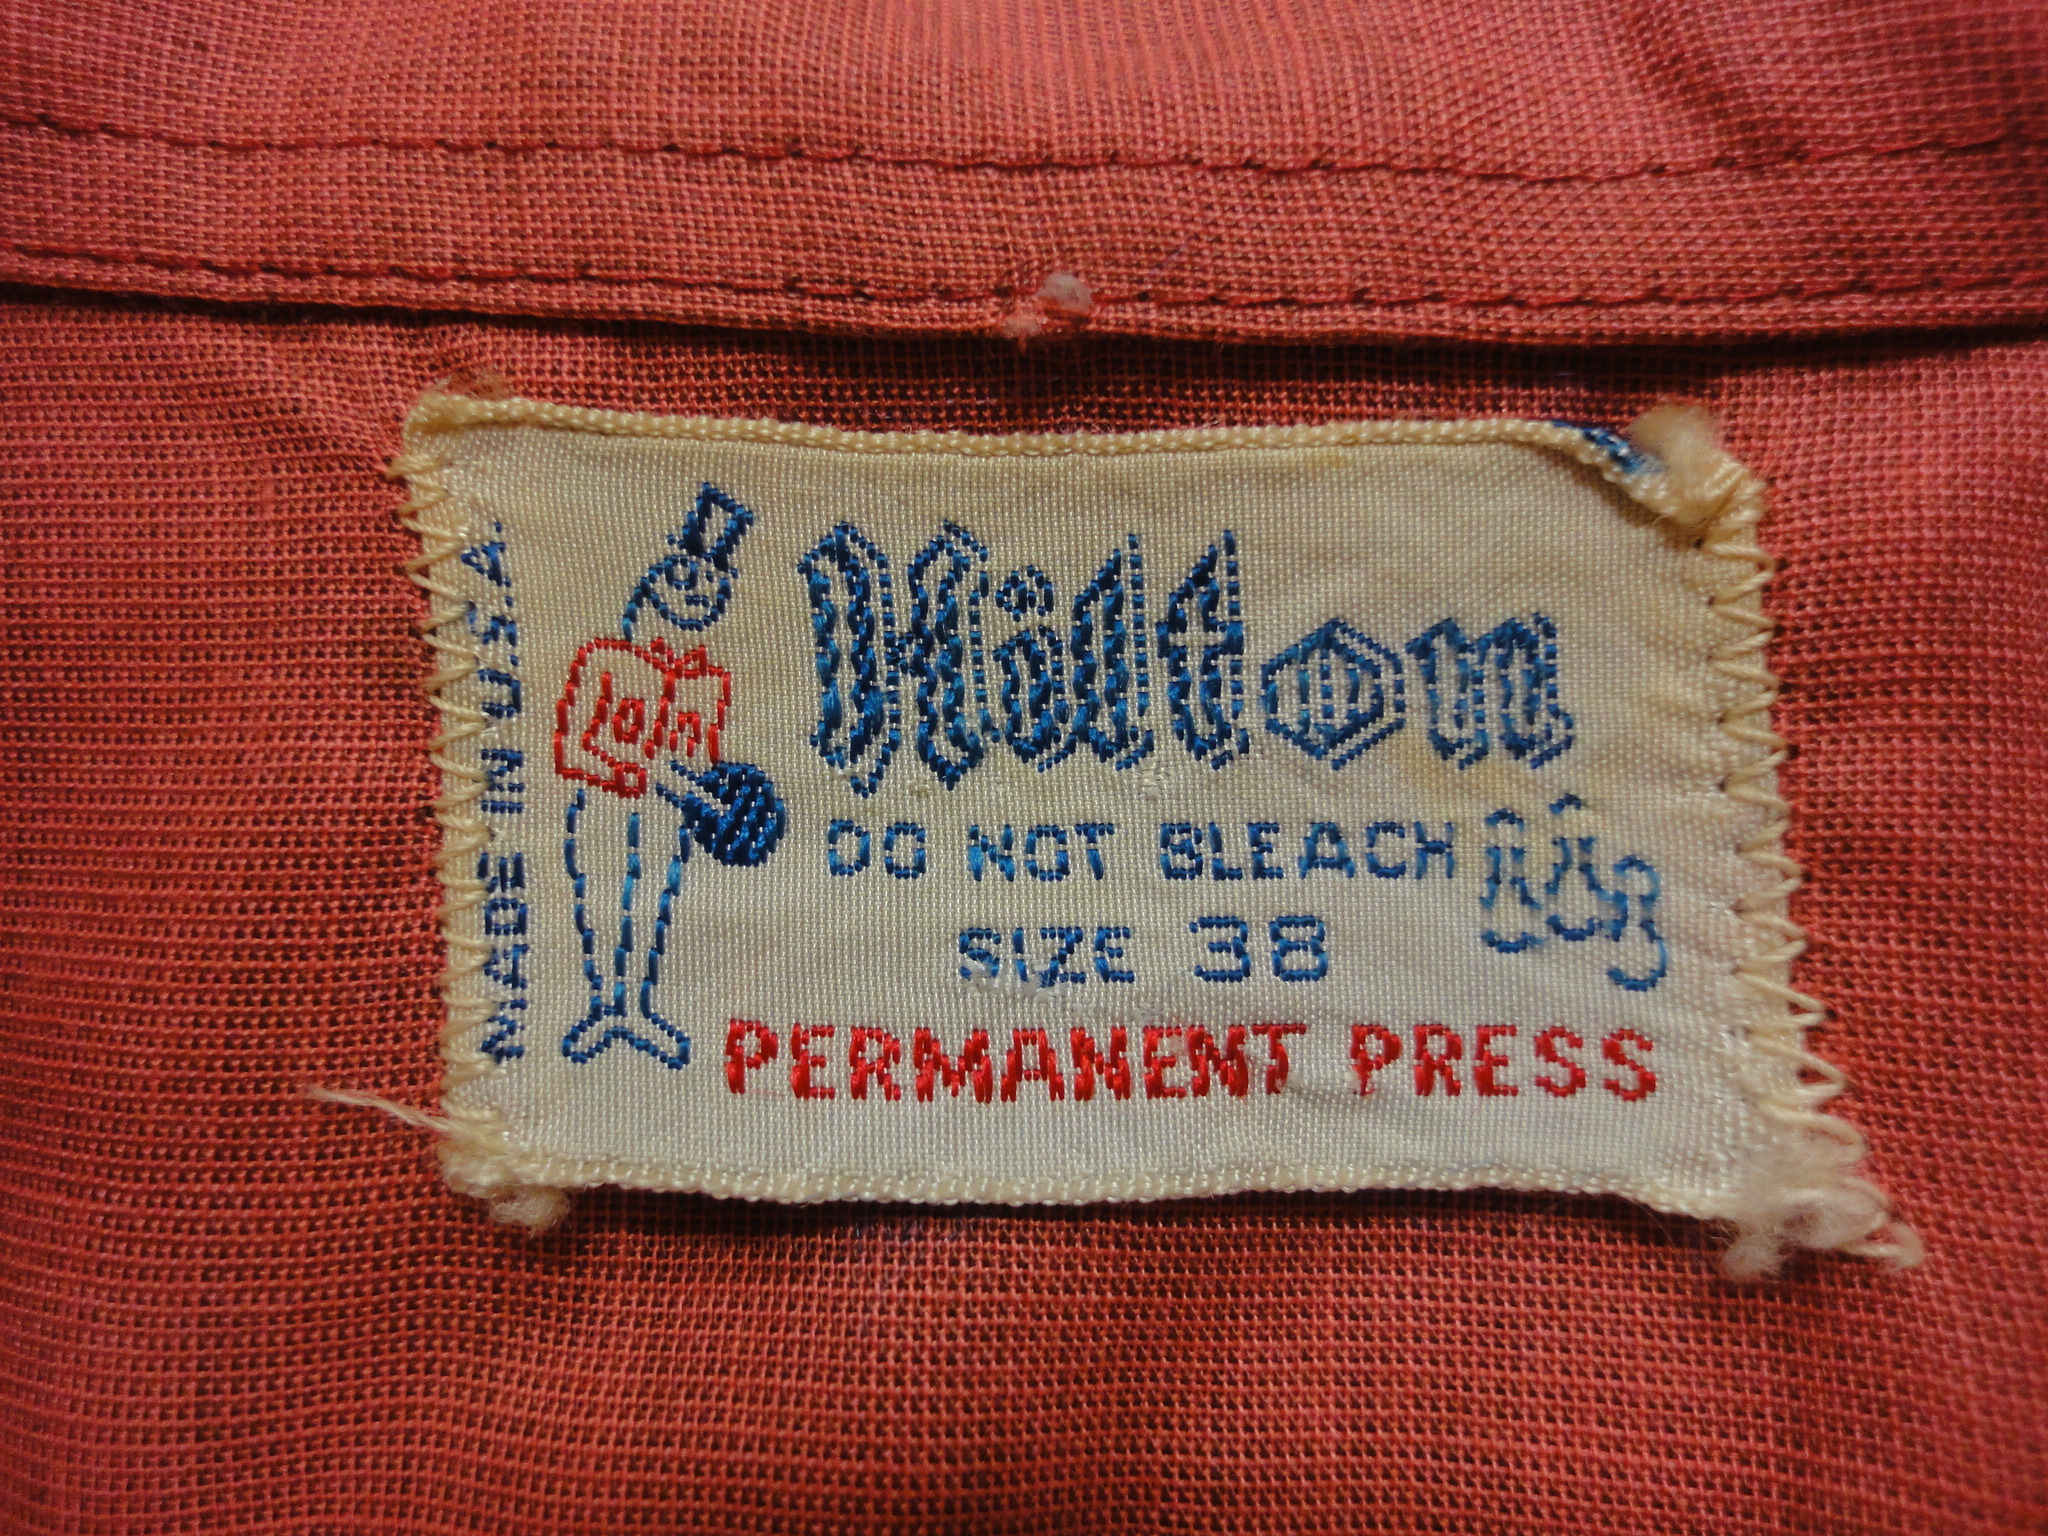 Hilton
DO NOT BLEACH
SIZE 38
PERMANENT PRESS
MADE IN U.S.A.